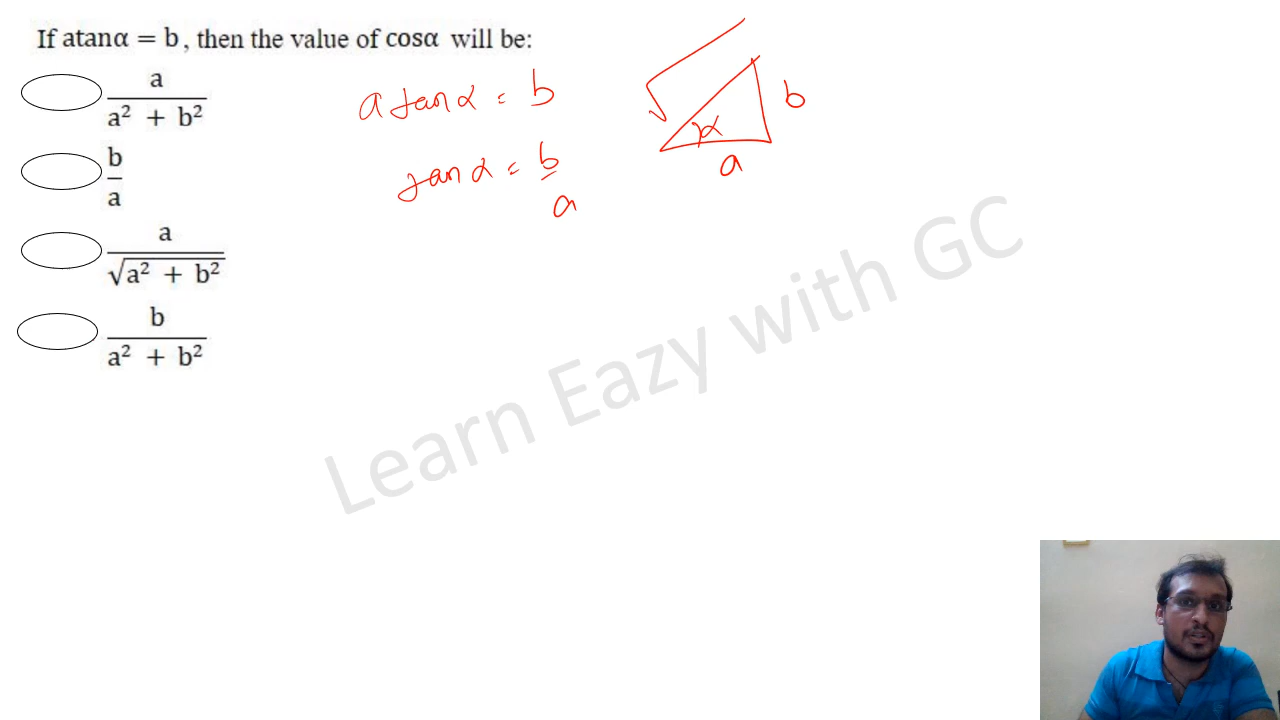 If atanα = b, then the value of cosα will be:
a
a² + b²
b
a
a
√a² + b²
b
a² + b²
a tan α = b
tan α = b
a
√
α
b
a
Learn Eazy with GC